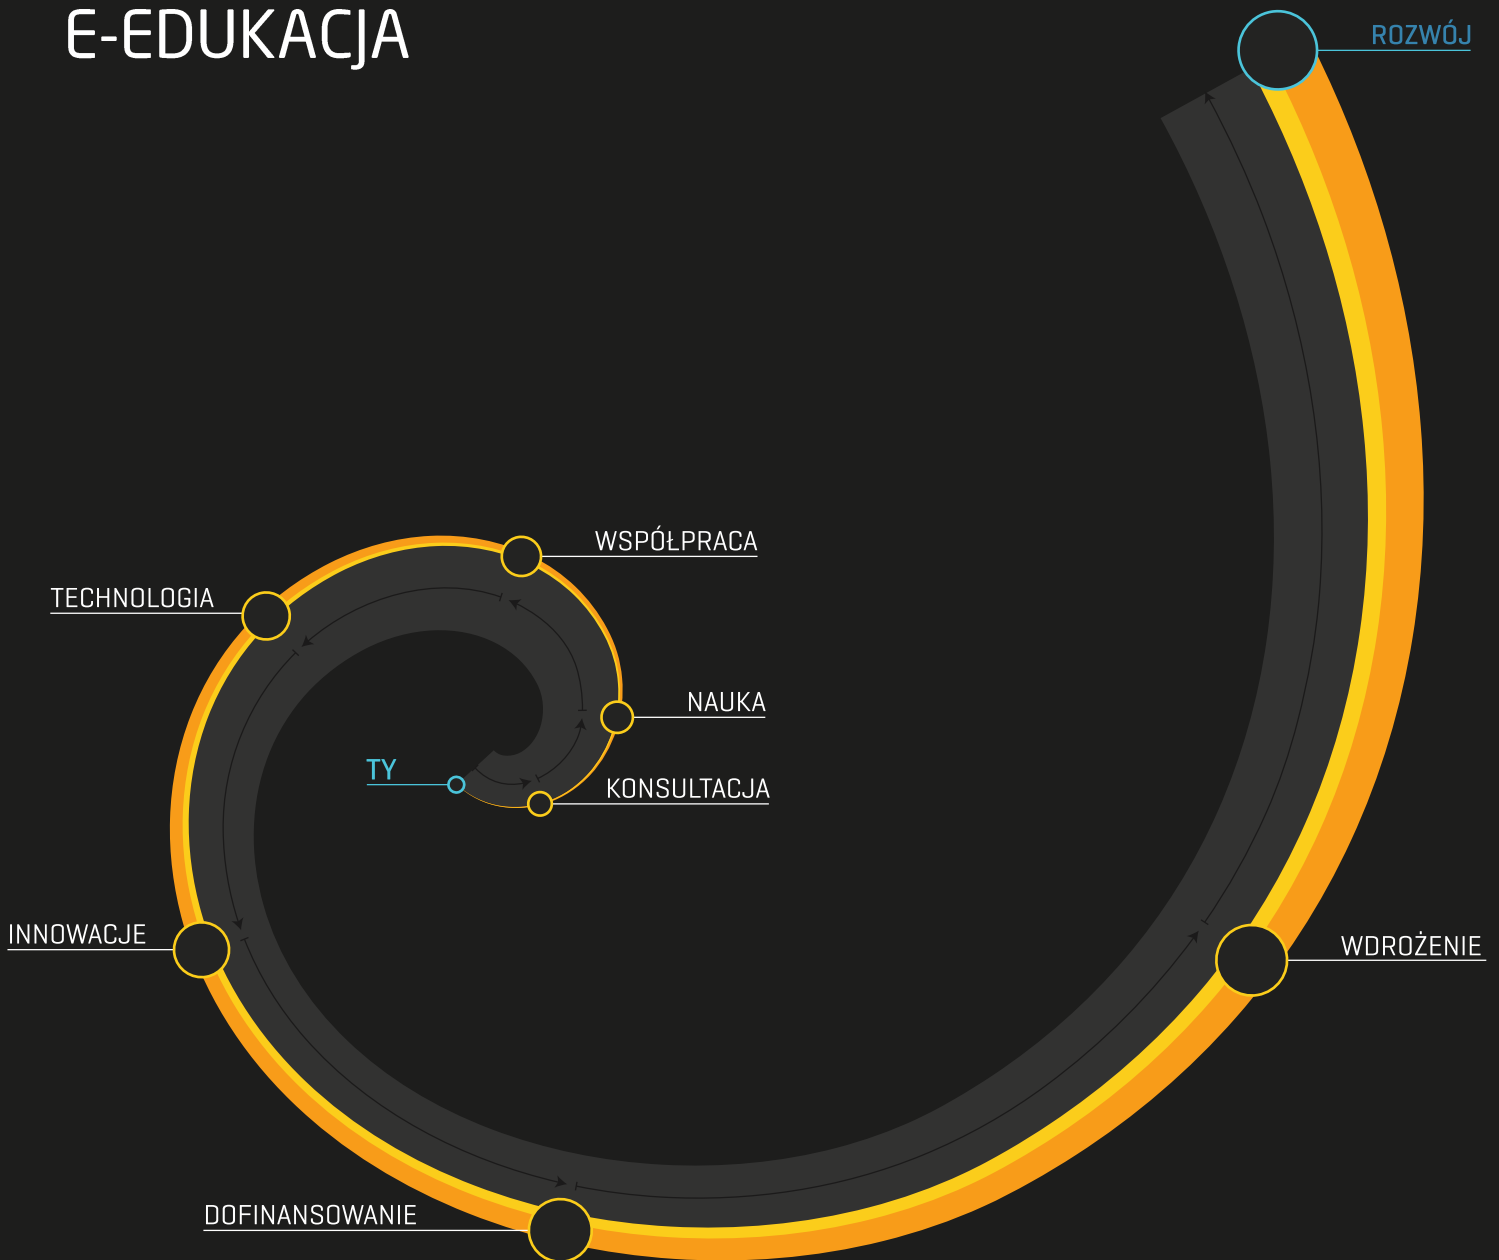 E-EDUKACJA
ROZWÓJ
WSPÓŁPRACA
TECHNOLOGIA
NAUKA
TY
KONSULTACJA
INNOWACJE
WDROŻENIE
DOFINANSOWANIE